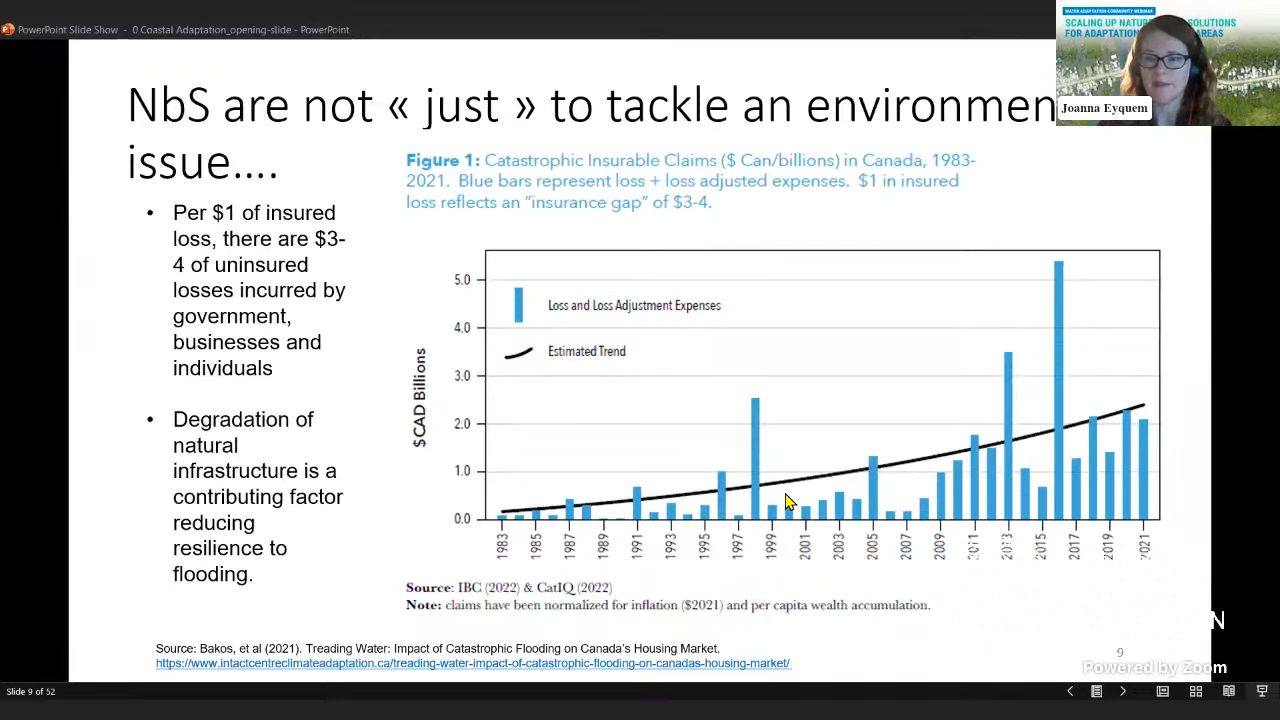 PowerPoint Slide Show - 0 Coastal Adaptation_opening-slide - PowerPoint
WATER ADAPTATION COMMUNITY WEBINAR
SCALING UP NATURE SOLUTIONS
FOR ADAPTATION AREAS
Joanna Eyquem
NbS are not « just » to tackle an environmen
issue....
Figure 1: Catastrophic Insurable Claims ($ Can/billions) in Canada, 1983-
2021. Blue bars represent loss + loss adjusted expenses. $1 in insured
loss reflects an "insurance gap" of $3-4.
• Per $1 of insured
loss, there are $3-
4 of uninsured
losses incurred by
government,
businesses and
individuals
• Degradation of
natural
infrastructure is a
contributing factor
reducing
resilience to
flooding.
$CAD Billions
5.0
4.0
3.0
2.0
1.0
0.0
Loss and Loss Adjustment Expenses
Estimated Trend
1983 1985 1987 1989 1991 1993 1995 1997 1999 2001 2003 2005 2007 2009 2011 2013 2015 2017 2019 2021
Source: IBC (2022) & CatIQ (2022)
Note: claims have been normalized for inflation ($2021) and per capita wealth accumulation.
Source: Bakos, et al (2021). Treading Water: Impact of Catastrophic Flooding on Canada's Housing Market.
https://www.intactcentreclimateadaptation.ca/treading-water-impact-of-catastrophic-flooding-on-canadas-housing-market/
9
Powered by Zoom
Slide 9 of 52